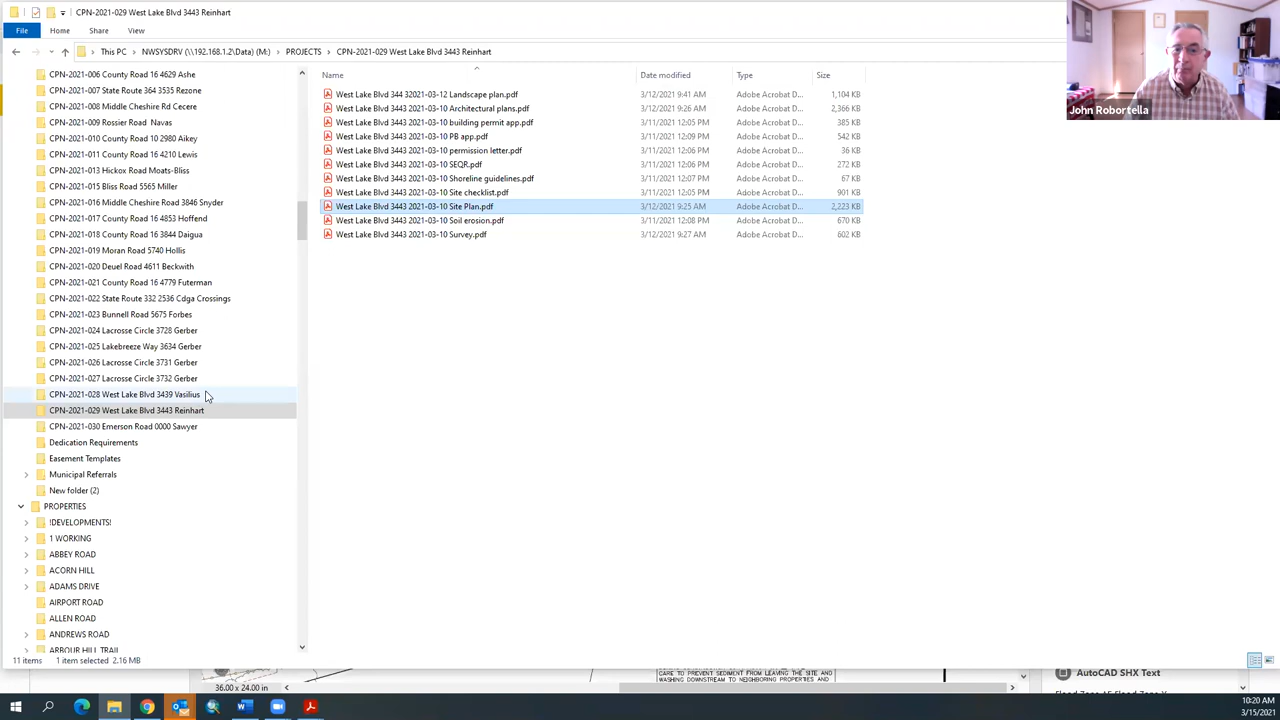 CPN-2021-029 West Lake Blvd 3443 Reinhart
File Home Share View
This PC NWSYSDRV (\\192.168.1.2\Data) (M:) PROJECTS CPN-2021-029 West Lake Blvd 3443 Reinhart
John Robortella
CPN-2021-006 County Road 16 4629 Ashe
CPN-2021-007 State Route 364 3535 Rezone
CPN-2021-008 Middle Cheshire Rd Cecere
CPN-2021-009 Rossier Road Navas
CPN-2021-010 County Road 10 2980 Aikey
CPN-2021-011 County Road 16 4210 Lewis
CPN-2021-013 Hickox Road Moats-Bliss
CPN-2021-015 Bliss Road 5565 Miller
CPN-2021-016 Middle Cheshire Road 3846 Snyder
CPN-2021-017 County Road 16 4853 Hoffend
CPN-2021-018 County Road 16 3844 Daigua
CPN-2021-019 Moran Road 5740 Hollis
CPN-2021-020 Deuel Road 4611 Beckwith
CPN-2021-021 County Road 16 4779 Futerman
CPN-2021-022 State Route 332 2536 Cdga Crossings
CPN-2021-023 Bunnell Road 5675 Forbes
CPN-2021-024 Lacrosse Circle 3728 Gerber
CPN-2021-025 Lakebreeze Way 3634 Gerber
CPN-2021-026 Lacrosse Circle 3731 Gerber
CPN-2021-027 Lacrosse Circle 3732 Gerber
CPN-2021-028 West Lake Blvd 3439 Vasilius
CPN-2021-029 West Lake Blvd 3443 Reinhart
CPN-2021-030 Emerson Road 0000 Sawyer
Dedication Requirements
Easement Templates
Municipal Referrals
New folder (2)
PROPERTIES
!DEVELOPMENTS!
1 WORKING
ABBEY ROAD
ACORN HILL
ADAMS DRIVE
AIRPORT ROAD
ALLEN ROAD
ANDREWS ROAD
ARBOUR HILL TRAIL
Name Date modified Type Size
West Lake Blvd 344 32021-03-12 Landscape plan.pdf 3/12/2021 9:41 AM Adobe Acrobat D... 1,104 KB
West Lake Blvd 3443 2021-03-10 Architectural plans.pdf 3/12/2021 9:26 AM Adobe Acrobat D... 2,366 KB
West Lake Blvd 3443 2021-03-10 building permit app.pdf 3/11/2021 12:05 PM Adobe Acrobat D... 385 KB
West Lake Blvd 3443 2021-03-10 PB app.pdf 3/11/2021 12:09 PM Adobe Acrobat D... 542 KB
West Lake Blvd 3443 2021-03-10 permission letter.pdf 3/11/2021 12:06 PM Adobe Acrobat D... 36 KB
West Lake Blvd 3443 2021-03-10 SEQR.pdf 3/11/2021 12:06 PM Adobe Acrobat D... 272 KB
West Lake Blvd 3443 2021-03-10 Shoreline guidelines.pdf 3/11/2021 12:07 PM Adobe Acrobat D... 67 KB
West Lake Blvd 3443 2021-03-10 Site checklist.pdf 3/11/2021 12:05 PM Adobe Acrobat D... 901 KB
West Lake Blvd 3443 2021-03-10 Site Plan.pdf 3/12/2021 9:25 AM Adobe Acrobat D... 2,223 KB
West Lake Blvd 3443 2021-03-10 Soil erosion.pdf 3/11/2021 12:08 PM Adobe Acrobat D... 670 KB
West Lake Blvd 3443 2021-03-10 Survey.pdf 3/12/2021 9:27 AM Adobe Acrobat D... 602 KB
11 items 1 item selected 2.16 MB
CARE TO PREVENT SEDIMENT FROM LEAVING THE SITE AND
WASHING DOWNSTREAM TO NEIGHBORING PROPERTIES AND
36.00 x 24.00 in
AutoCAD SHX Text
10:20 AM
3/15/2021